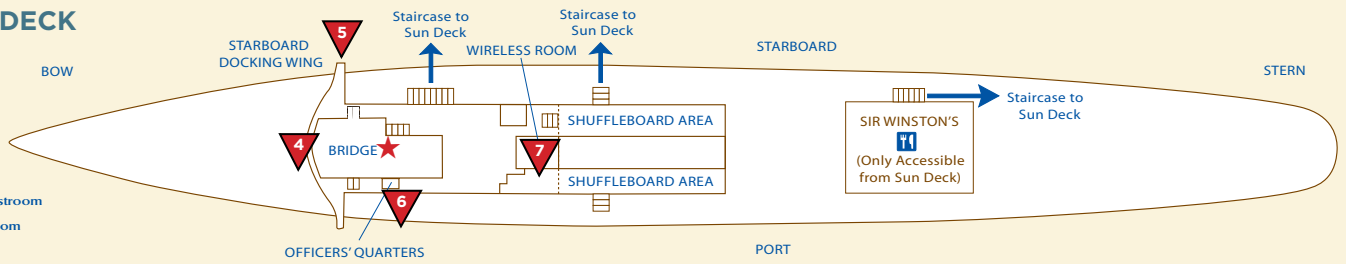 DECK
5
Staircase to
Sun Deck
Staircase to
Sun Deck
STARBOARD
DOCKING WING
WIRELESS ROOM
STARBOARD
BOW
STERN
Staircase to
Sun Deck
SHUFFLEBOARD AREA
SIR WINSTON'S
(Only Accessible
from Sun Deck)
4
BRIDGE
7
SHUFFLEBOARD AREA
6
OFFICERS' QUARTERS
PORT